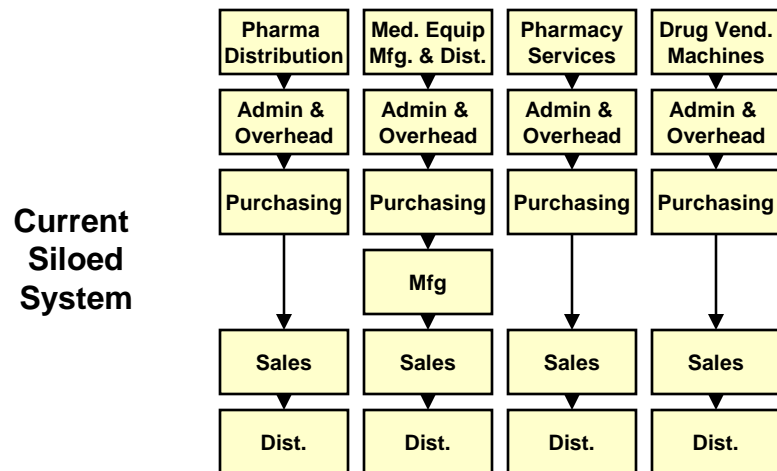 Pharma
Distribution
Med. Equip
Mfg. & Dist.
Pharmacy
Services
Drug Vend.
Machines
Admin &
Overhead
Admin &
Overhead
Admin &
Overhead
Admin &
Overhead
Current
Siloed
System
Purchasing
Purchasing
Purchasing
Purchasing
Mfg
Sales
Sales
Sales
Sales
Dist.
Dist.
Dist.
Dist.